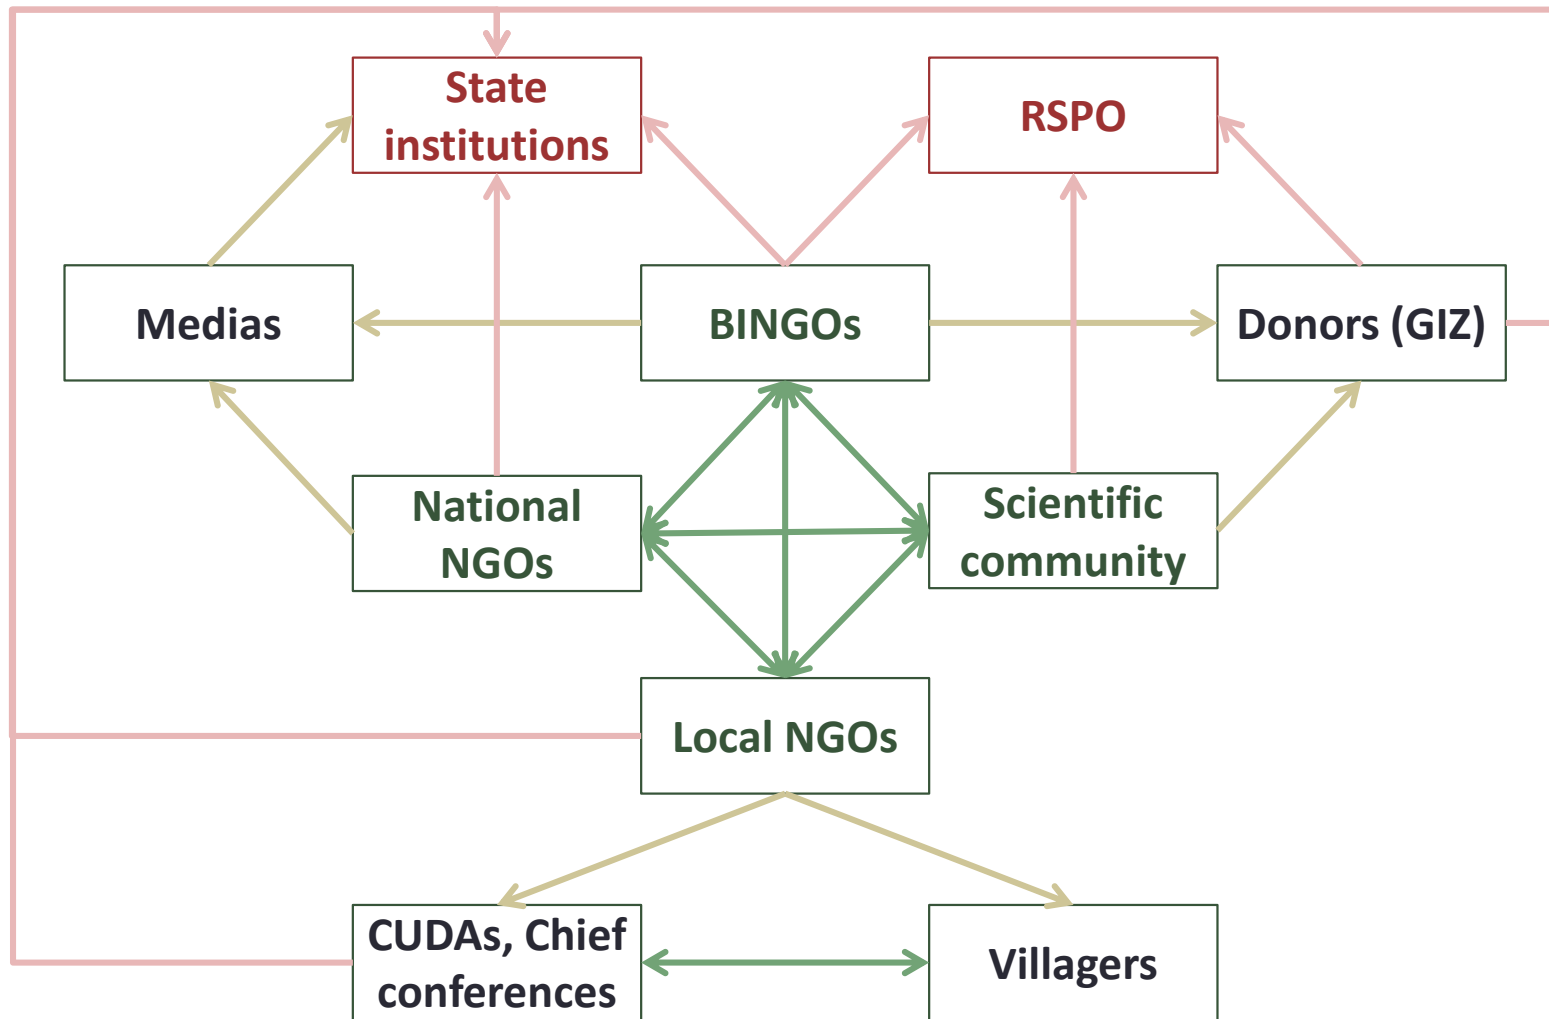 State
institutions
RSPO
Medias
BINGOs
Donors (GIZ)
National
NGOs
Scientific
community
Local NGOs
CUDAs, Chief
conferences
Villagers